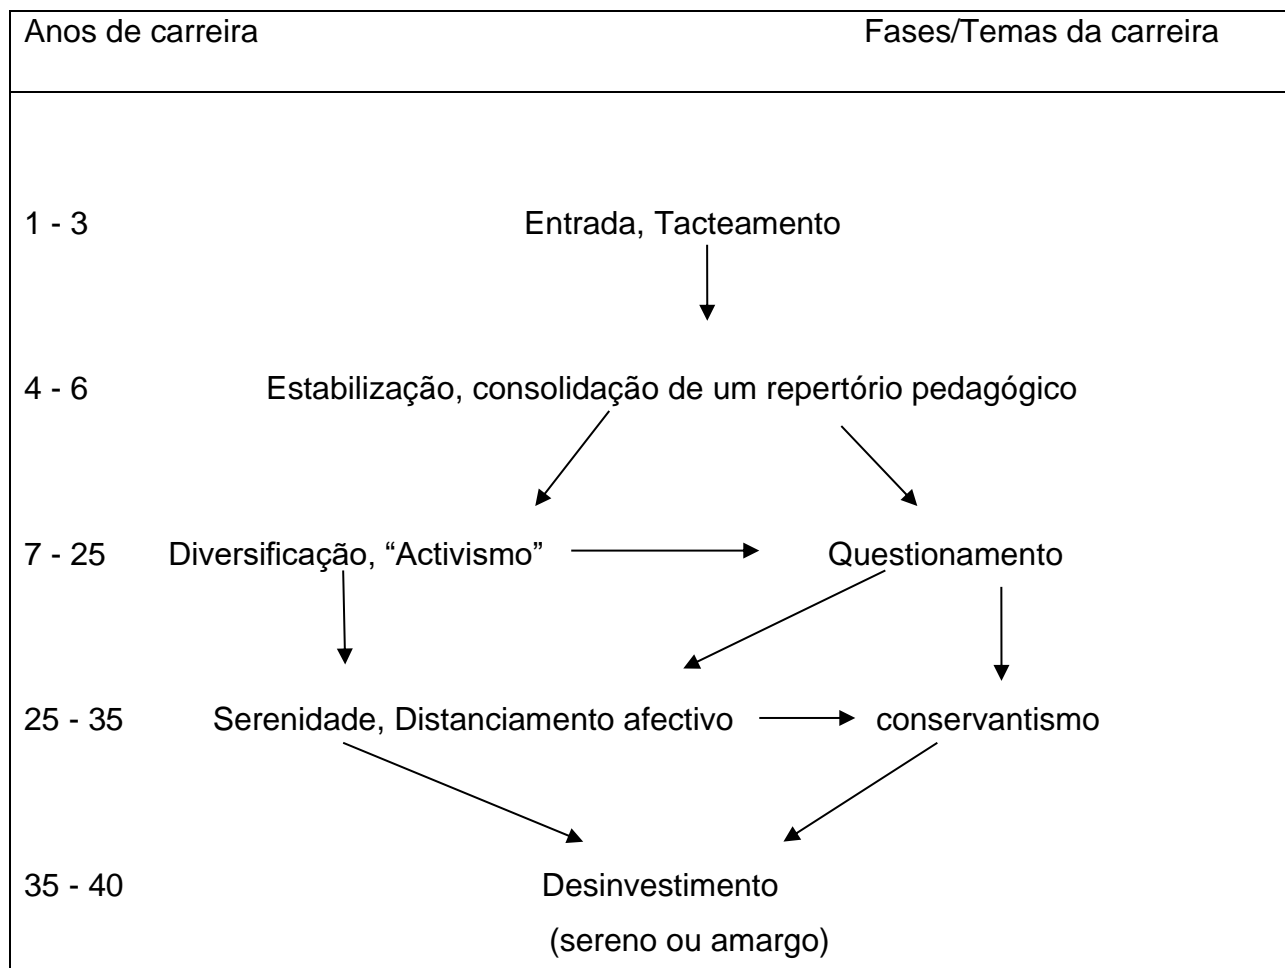 Anos de carreira Fases/Temas da carreira
1 - 3 Entrada, Tacteamento
4 - 6 Estabilização, consolidação de um repertório pedagógico
7 - 25 Diversificação, “Activismo” Questionamento
25 - 35 Serenidade, Distanciamento afectivo conservantismo
35 - 40 Desinvestimento
(sereno ou amargo)